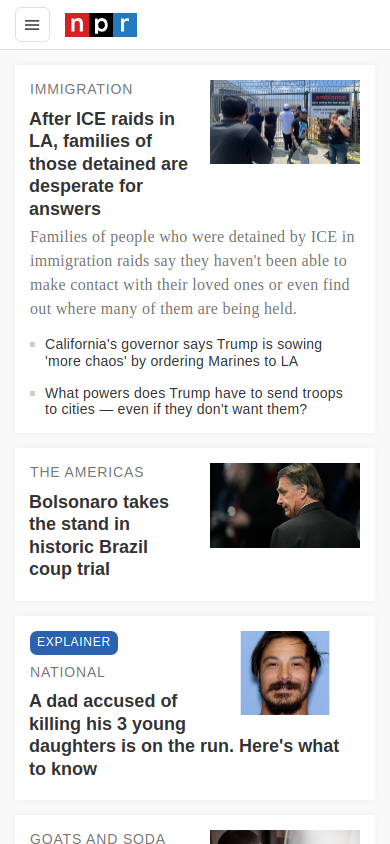 npr
IMMIGRATION
After ICE raids in
LA, families of
those detained are
desperate for
answers
Families of people who were detained by ICE in
immigration raids say they haven't been able to
make contact with their loved ones or even find
out where many of them are being held.
California's governor says Trump is sowing
'more chaos' by ordering Marines to LA
What powers does Trump have to send troops
to cities — even if they don't want them?
THE AMERICAS
Bolsonaro takes
the stand in
historic Brazil
coup trial
EXPLAINER
NATIONAL
A dad accused of
killing his 3 young
daughters is on the run. Here's what
to know
GOATS AND SODA